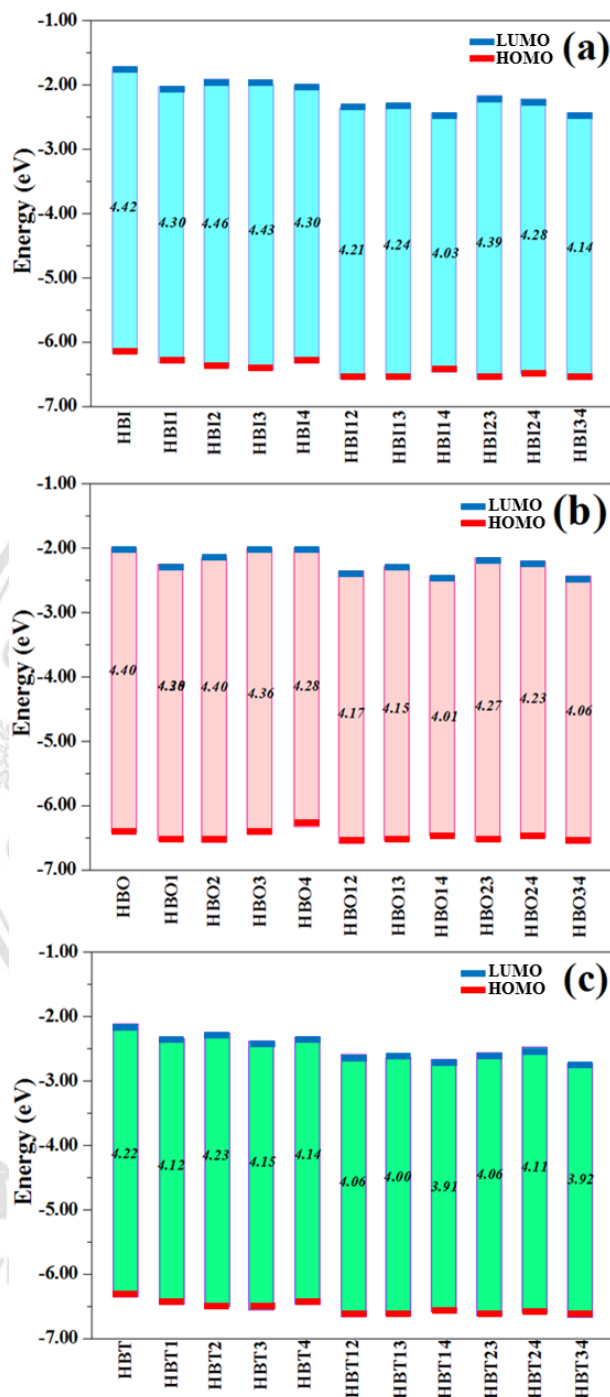 -1.00
LUMO
HOMO
(a)
-2.00
-3.00
-4.00
-5.00
-6.00
-7.00
Energy (eV)
4.42 4.30 4.46 4.43 4.30 4.21 4.24 4.03 4.39 4.28 4.14
HBI HBI1 HBI2 HBI3 HBI4 HBI12 HBI13 HBI14 HBI23 HBI24 HBI34
-1.00
LUMO
HOMO
(b)
-2.00
-3.00
-4.00
-5.00
-6.00
-7.00
Energy (eV)
4.40 4.40 4.36 4.28 4.17 4.15 4.01 4.27 4.23 4.06
HBO HBO1 HBO2 HBO3 HBO4 HBO12 HBO13 HBO14 HBO23 HBO24 HBO34
-1.00
LUMO
HOMO
(c)
-2.00
-3.00
-4.00
-5.00
-6.00
-7.00
Energy (eV)
4.22 4.12 4.23 4.15 4.14 4.06 4.00 3.91 4.06 4.11 3.92
HBT HBT1 HBT2 HBT3 HBT4 HBT12 HBT13 HBT14 HBT23 HBT24 HBT34